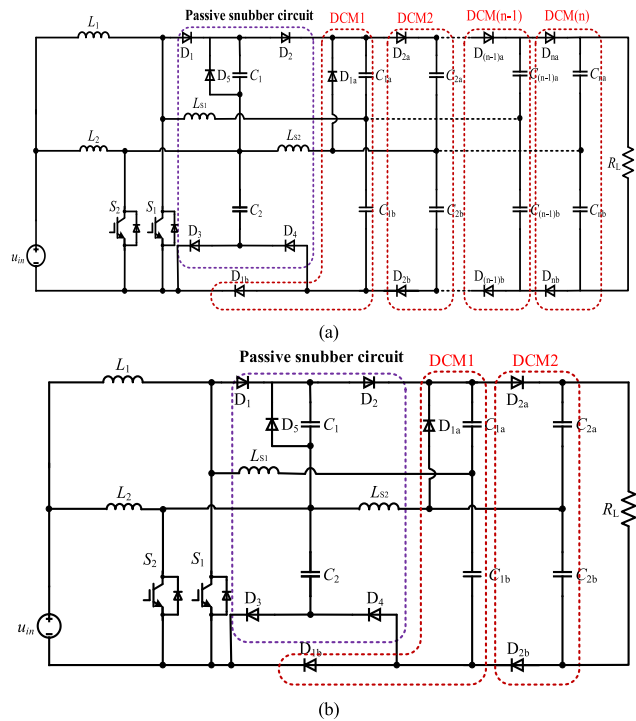 Passive snubber circuit DCM1 DCM2 DCM(n-1) DCM(n)
L1 D1 D2 D2a D(n-1)a Dna
D5 C1 D1a C1a C2a C(n-1)a Cna
LS1
L2 LS2
RL
S2 S1 C2 C1b C2b C(n-1)b Cnb
D3 D4
uin
D1b D2b D(n-1)b Dnb
(a)
Passive snubber circuit DCM1 DCM2
L1
D1 D2 D2a
D5 C1 D1a C1a C2a
LS1
L2 LS2
RL
S2 S1 C2 C1b C2b
D3 D4
uin
D1b D2b
(b)